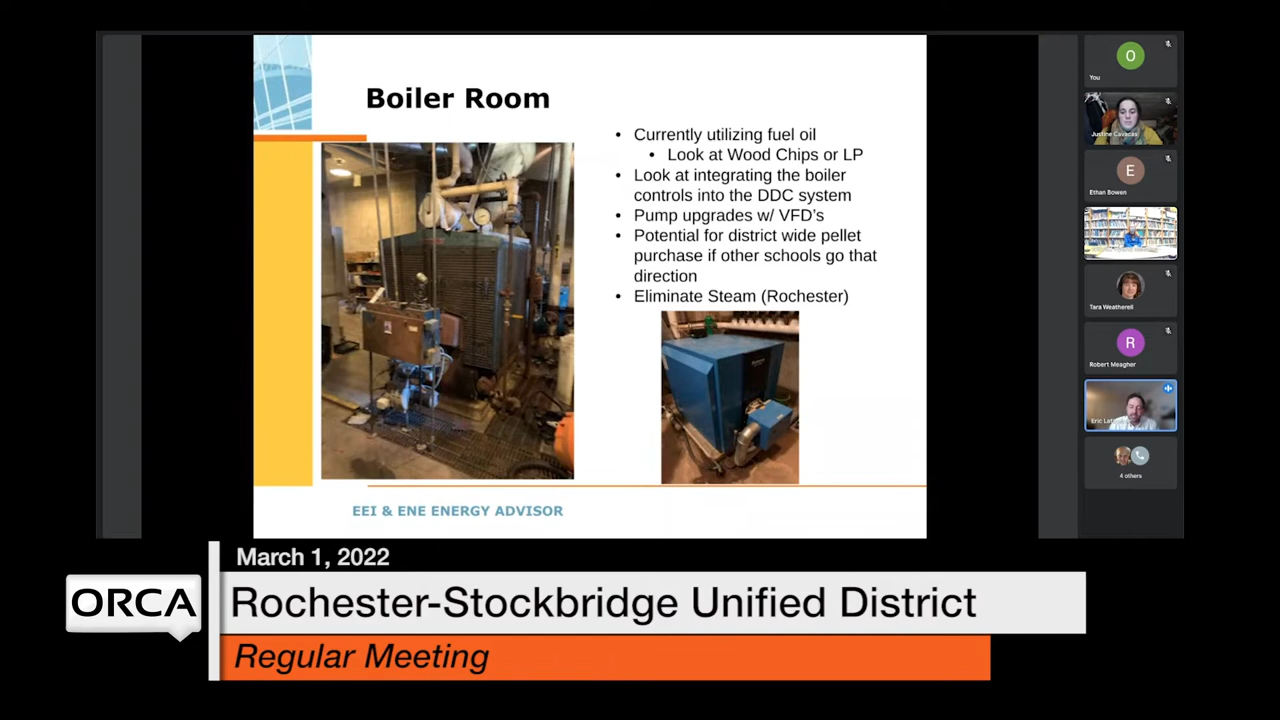 Boiler Room
• Currently utilizing fuel oil
• Look at Wood Chips or LP
• Look at integrating the boiler
controls into the DDC system
• Pump upgrades w/ VFD's
• Potential for district wide pellet
purchase if other schools go that
direction
• Eliminate Steam (Rochester)
EEI & ENE ENERGY ADVISOR
O
You
Justine Cavacas
E
Ethan Bowen
Tara Weatherell
R
Robert Meagher
Eric
4 others
March 1, 2022
ORCA
Rochester-Stockbridge Unified District
Regular Meeting